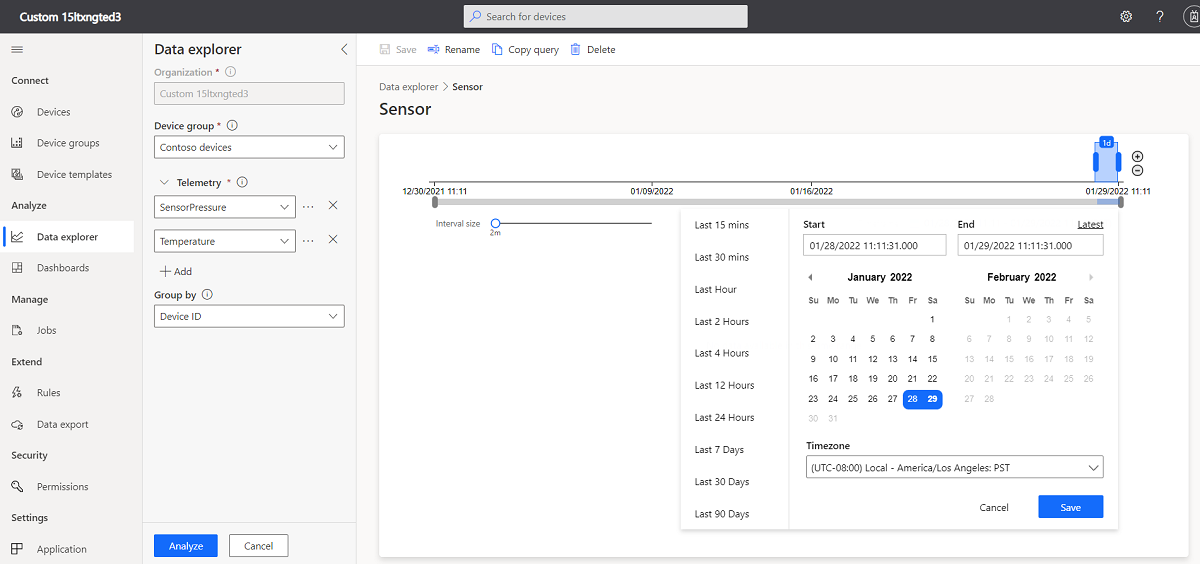 Custom 15ltxngted3
Search for devices
?
Connect
Devices
Device groups
Device templates
Analyze
Data explorer
Dashboards
Manage
Jobs
Extend
Rules
Data export
Security
Permissions
Settings
Application
Data explorer
Organization *
Custom 15ltxngted3
Device group *
Contoso devices
Telemetry *
SensorPressure
Temperature
Add
Group by
Device ID
Analyze Cancel
Save Rename Copy query Delete
Data explorer > Sensor
Sensor
1d
12/30/2021 11:11 01/09/2022 01/16/2022 01/29/2022 11:11
Interval size
2m
Last 15 mins
Last 30 mins
Last Hour
Last 2 Hours
Last 4 Hours
Last 12 Hours
Last 24 Hours
Last 7 Days
Last 30 Days
Last 90 Days
Start End Latest
01/28/2022 11:11:31.000 01/29/2022 11:11:31.000
January 2022
Su Mo Tu We Th Fr Sa
1
2 3 4 5 6 7 8
9 10 11 12 13 14 15
16 17 18 19 20 21 22
23 24 25 26 27 28 29
30 31
February 2022
Su Mo Tu We Th Fr Sa
1 2 3 4 5
6 7 8 9 10 11 12
13 14 15 16 17 18 19
20 21 22 23 24 25 26
27 28
Timezone
(UTC-08:00) Local - America/Los Angeles: PST
Cancel Save